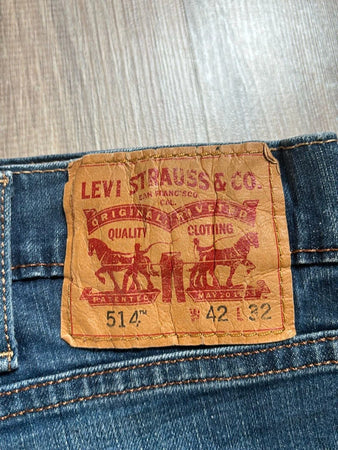 LEVI STRAUSS & CO.
SAN FRANCISCO
CAL.
ORIGINAL RIVETED
QUALITY CLOTHING
PATENTED MAY 20 1873
514™ W 42 L 32